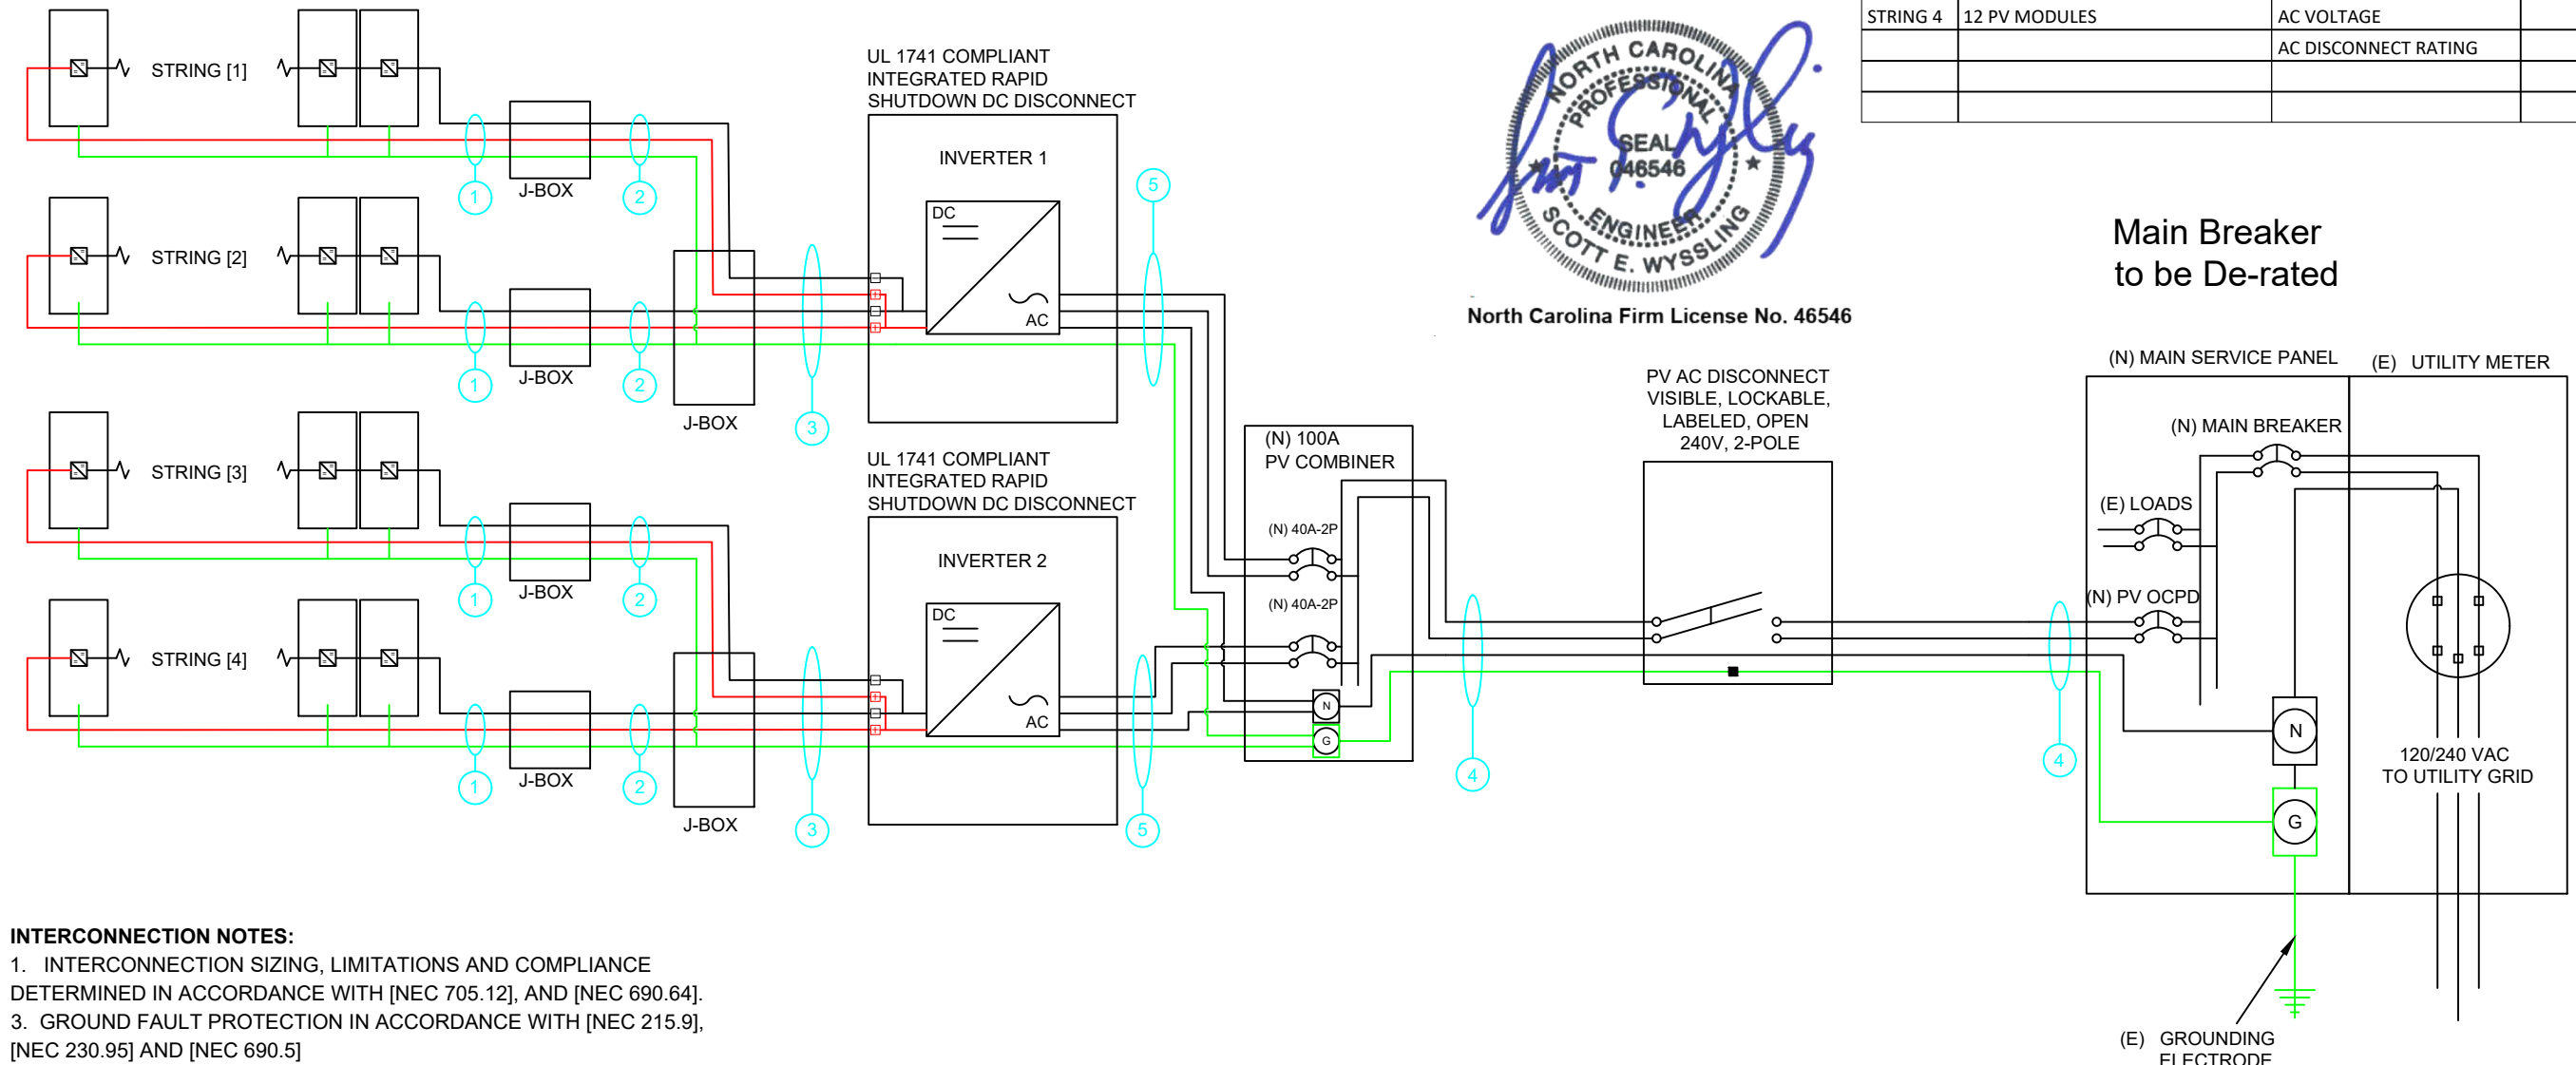 STRING 4 12 PV MODULES AC VOLTAGE
AC DISCONNECT RATING
STRING [1]
J-BOX
1
2
STRING [2]
J-BOX
1
2
J-BOX
3
UL 1741 COMPLIANT
INTEGRATED RAPID
SHUTDOWN DC DISCONNECT
INVERTER 1
DC
AC
5
STRING [3]
J-BOX
1
2
STRING [4]
J-BOX
1
2
J-BOX
3
UL 1741 COMPLIANT
INTEGRATED RAPID
SHUTDOWN DC DISCONNECT
INVERTER 2
DC
AC
5
NORTH CAROLINA
PROFESSIONAL
SEAL
046546
ENGINEER
SCOTT E. WYSSLING
North Carolina Firm License No. 46546
Main Breaker
to be De-rated
(N) 100A
PV COMBINER
(N) 40A-2P
(N) 40A-2P
N
G
4
PV AC DISCONNECT
VISIBLE, LOCKABLE,
LABELED, OPEN
240V, 2-POLE
4
(N) MAIN SERVICE PANEL
(E) UTILITY METER
(N) MAIN BREAKER
(E) LOADS
(N) PV OCPD
N
G
120/240 VAC
TO UTILITY GRID
(E) GROUNDING
ELECTRODE
INTERCONNECTION NOTES:
1. INTERCONNECTION SIZING, LIMITATIONS AND COMPLIANCE
DETERMINED IN ACCORDANCE WITH [NEC 705.12], AND [NEC 690.64].
3. GROUND FAULT PROTECTION IN ACCORDANCE WITH [NEC 215.9],
[NEC 230.95] AND [NEC 690.5]